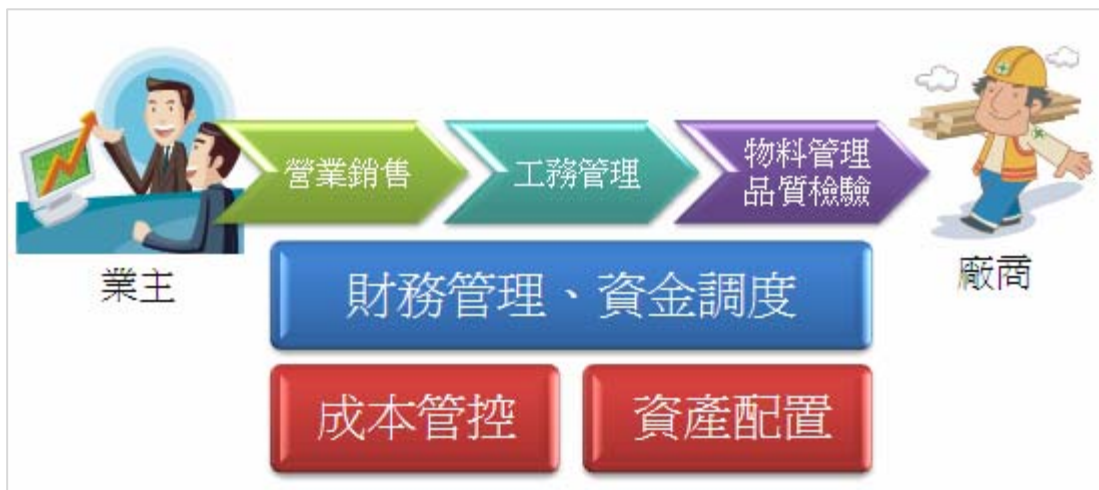 營業銷售
工務管理
物料管理
品質檢驗
業主
廠商
財務管理、資金調度
成本管控
資產配置